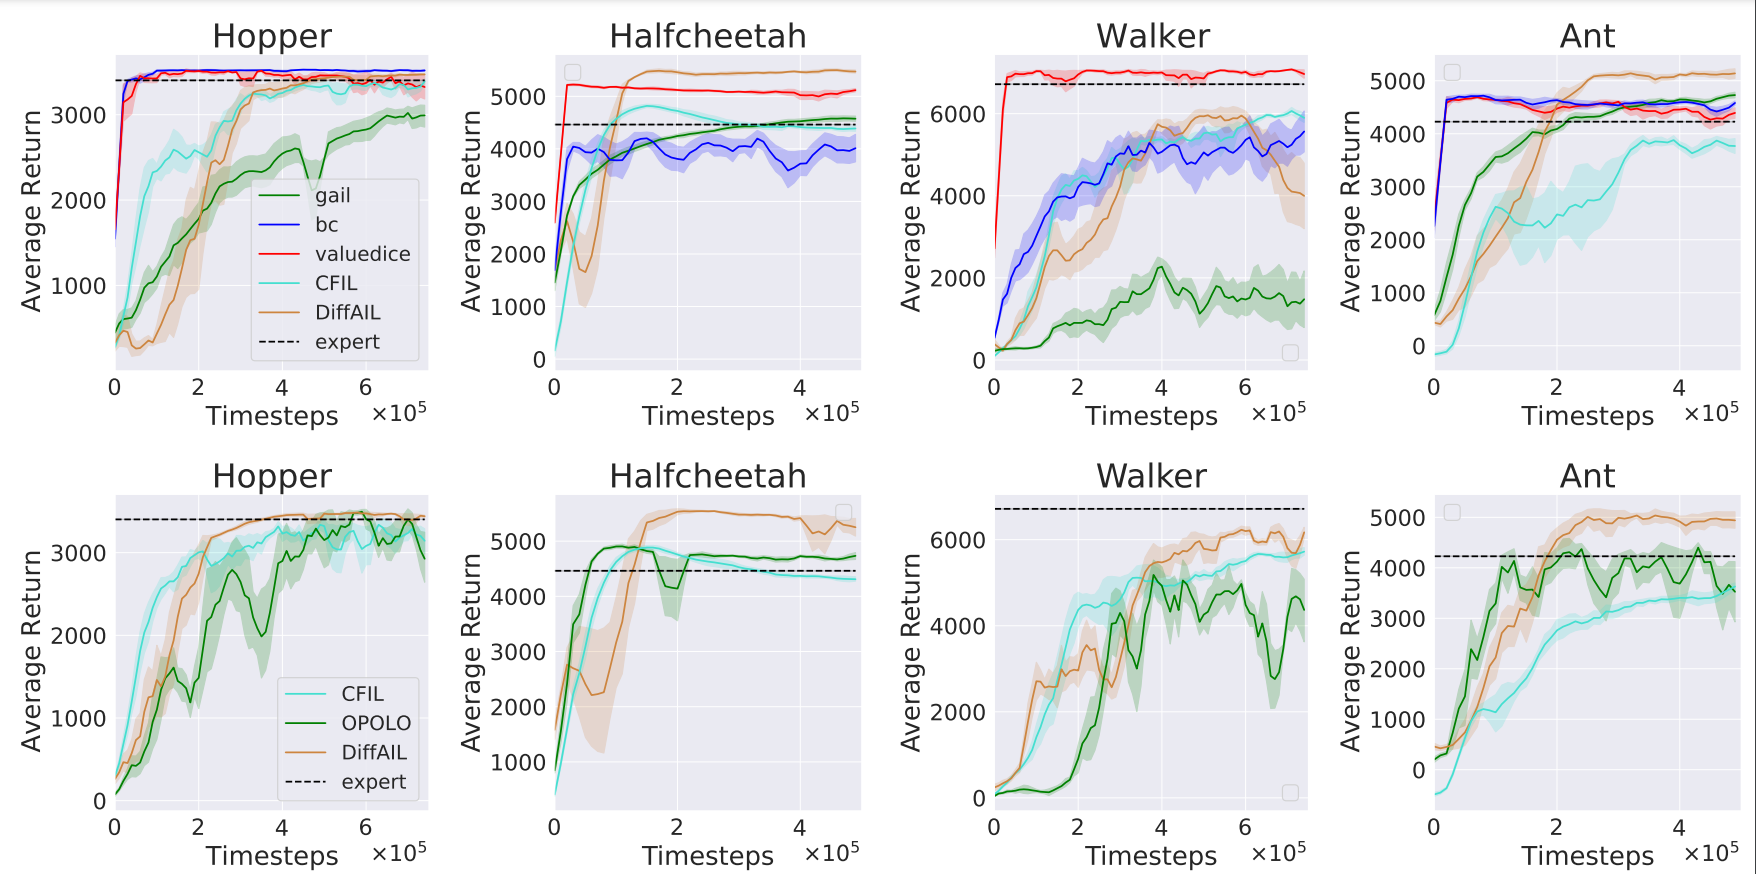 Hopper
Average Return
3000
2000
1000
0 2 4 6
Timesteps ×10⁵
gail
bc
valuedice
CFIL
DiffAIL
expert
Halfcheetah
Average Return
5000
4000
3000
2000
1000
0
0 2 4
Timesteps ×10⁵
Walker
Average Return
6000
4000
2000
0
0 2 4 6
Timesteps ×10⁵
Ant
Average Return
5000
4000
3000
2000
1000
0
0 2 4
Timesteps ×10⁵
Hopper
Average Return
3000
2000
1000
0
0 2 4 6
Timesteps ×10⁵
CFIL
OPOLO
DiffAIL
expert
Halfcheetah
Average Return
5000
4000
3000
2000
1000
0 2 4
Timesteps ×10⁵
Walker
Average Return
6000
4000
2000
0
0 2 4 6
Timesteps ×10⁵
Ant
Average Return
5000
4000
3000
2000
1000
0
0 2 4
Timesteps ×10⁵